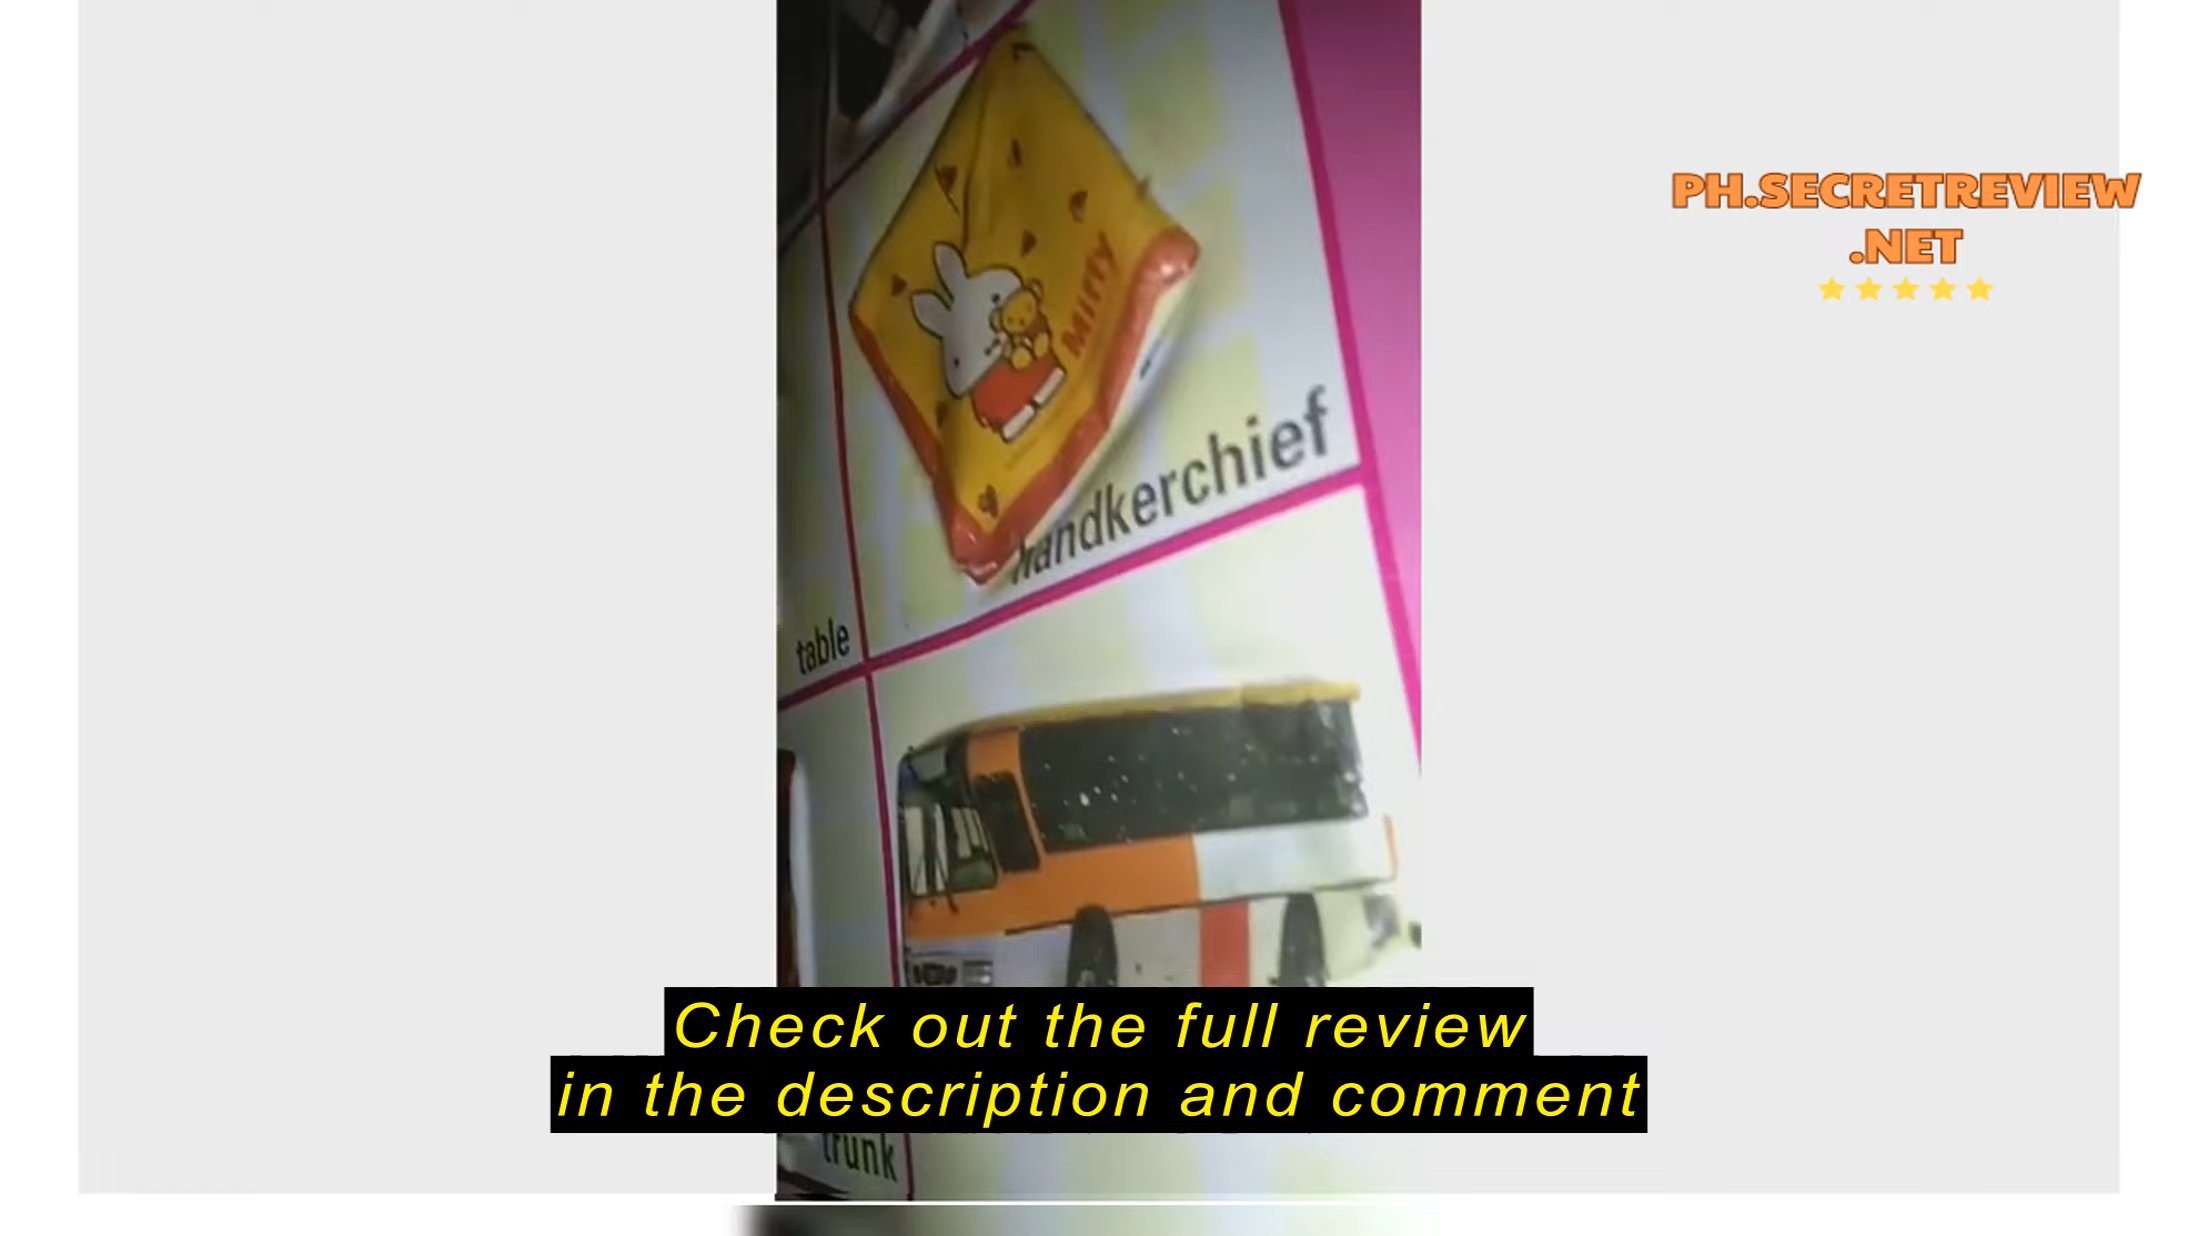 PH.SECRETREVIEW
.NET
Miffy
handkerchief
table
Check out the full review
in the description and comment
trunk